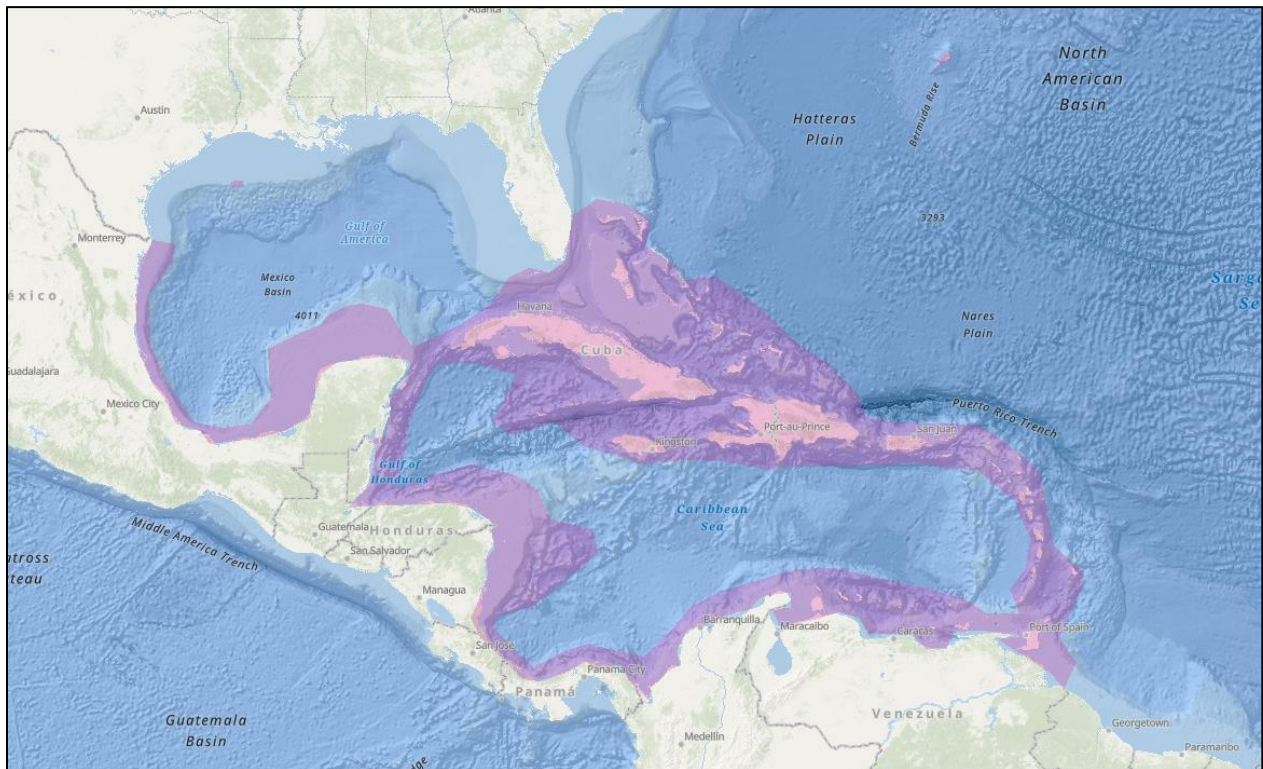 Atlanta
North
American
Basin
Austin
Hatteras
Plain
Bermuda Rise
3293
Monterrey
Gulf of
America
Mexico
Basin
4011
éxico
Sarg
Se
Nares
Plain
Havana
Cuba
Guadalajara
Mexico City
Puerto Rico Trench
Port-au-Prince
San Juan
Kingston
Gulf of
Honduras
Caribbean
Sea
Guatemala
Honduras
San Salvador
Middle America Trench
atross
ateau
Managua
Barranquilla
Maracaibo
Caracas
Port of Spain
San José
Panama City
Panamá
Guatemala
Basin
Venezuela
Georgetown
Medellín
Paramaribo
dge